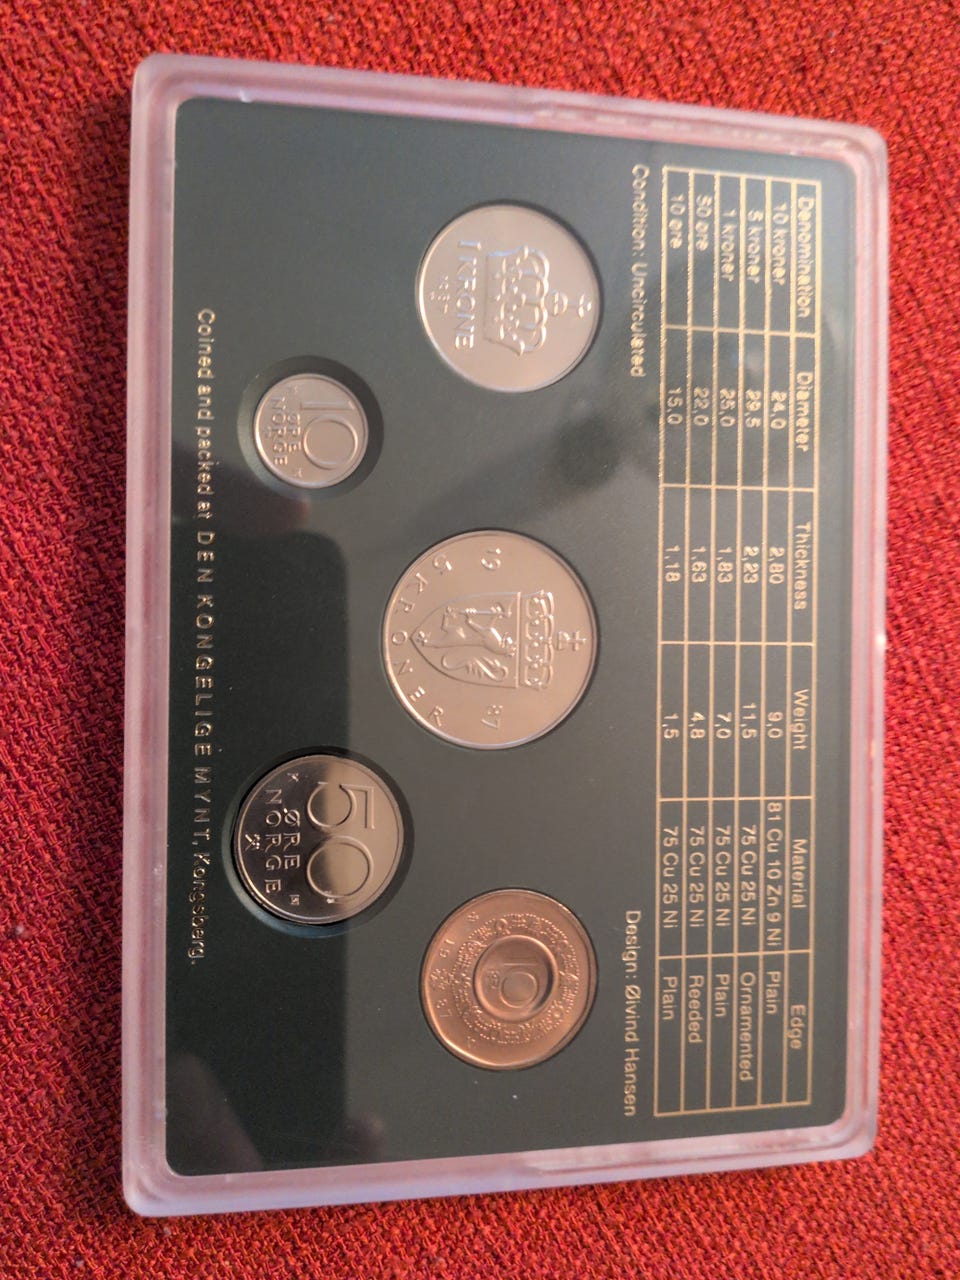 Denomination Diameter Thickness Weight Material Edge
10 kroner 24,0 2,80 9,0 81 Cu 10 Zn 9 Ni Plain
5 kroner 29,5 2,23 11,5 75 Cu 25 Ni Ornamented
1 kroner 25,0 1,83 7,0 75 Cu 25 Ni Plain
50 øre 22,0 1,63 4,8 75 Cu 25 Ni Reeded
10 øre 15,0 1,18 1,5 75 Cu 25 Ni Plain
Condition: Uncirculated Design: Øivind Hansen
1 KRONE
1987
19 87
5 KRONER
10
1987
10
ØRE
NORGE
50
ØRE
NORGE
Coined and packed at DEN KONGELIGE MYNT, Kongsberg.